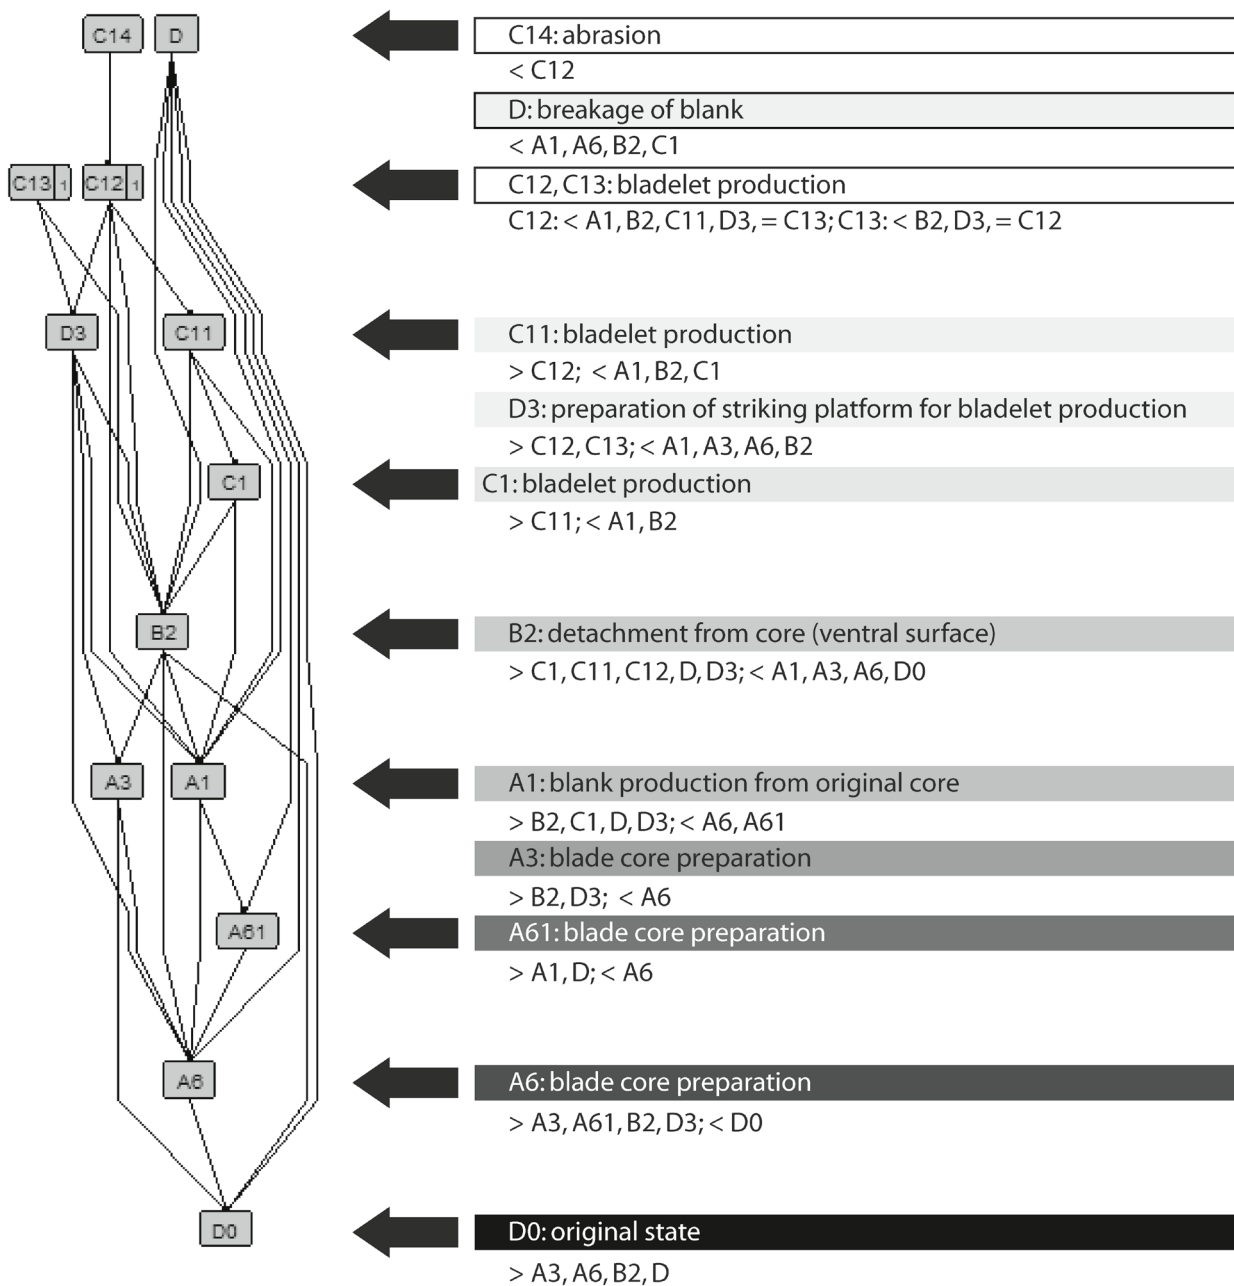 C14 D
C14: abrasion
< C12
D: breakage of blank
< A1, A6, B2, C1
C13 1 C12 1
C12, C13: bladelet production
C12: < A1, B2, C11, D3, = C13; C13: < B2, D3, = C12
D3 C11
C11: bladelet production
> C12; < A1, B2, C1
D3: preparation of striking platform for bladelet production
> C12, C13; < A1, A3, A6, B2
C1
C1: bladelet production
> C11; < A1, B2
B2
B2: detachment from core (ventral surface)
> C1, C11, C12, D, D3; < A1, A3, A6, D0
A3 A1
A1: blank production from original core
> B2, C1, D, D3; < A6, A61
A3: blade core preparation
> B2, D3; < A6
A61
A61: blade core preparation
> A1, D; < A6
A6
A6: blade core preparation
> A3, A61, B2, D3; < D0
D0
D0: original state
> A3, A6, B2, D